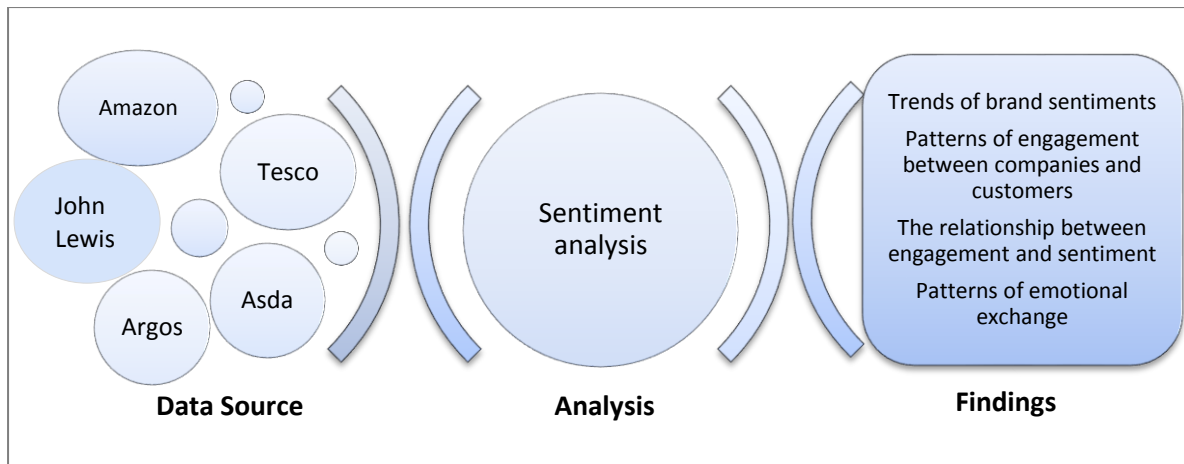 Amazon
Tesco
John
Lewis
Asda
Argos
Data Source
Sentiment
analysis
Analysis
Trends of brand sentiments
Patterns of engagement
between companies and
customers
The relationship between
engagement and sentiment
Patterns of emotional
exchange
Findings